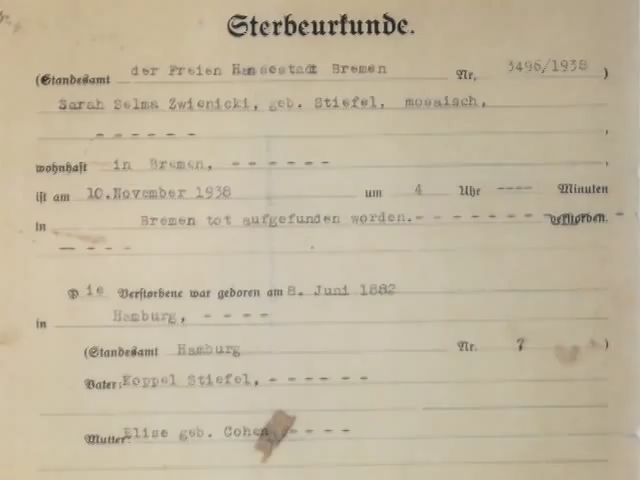 Sterbeurkunde.
(Standesamt der Freien Hansestadt Bremen Nr. 3496/1938 )
Sarah Selma Zwienicki, geb. Stiefel, mosaisch,
- - - - - - ,
wohnhaft in Bremen, - - - - - - ,
ist am 10.November 1938 um 4 Uhr ---- Minuten
in Bremen tot aufgefunden worden.- - - - - - - verstorben. -
- - - -
Die Verstorbene war geboren am 8. Juni 1882
in Hamburg, - - - -
(Standesamt Hamburg Nr. ? )
Vater: Koppel Stiefel, - - - - - -
Mutter: Elise geb. Cohen - - - -